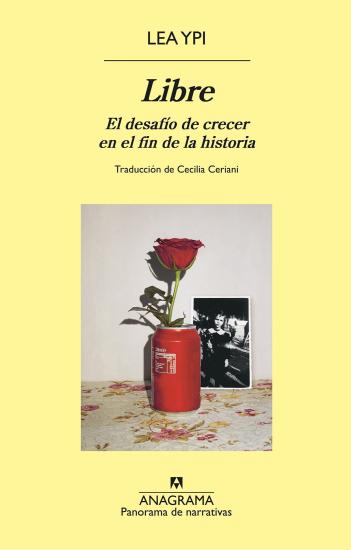 LEA YPI
Libre
El desafío de crecer
en el fin de la historia
Traducción de Cecilia Ceriani
ANAGRAMA
Panorama de narrativas